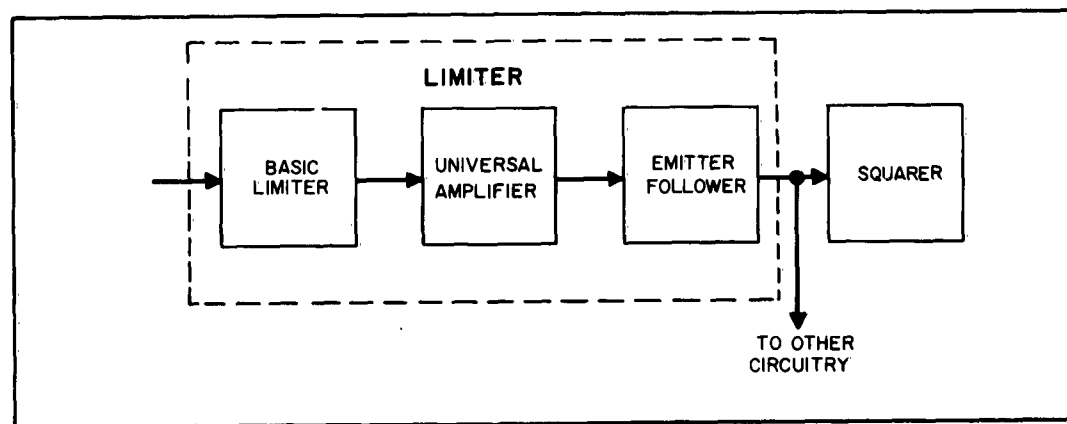 LIMITER
BASIC
LIMITER
UNIVERSAL
AMPLIFIER
EMITTER
FOLLOWER
SQUARER
TO OTHER
CIRCUITRY